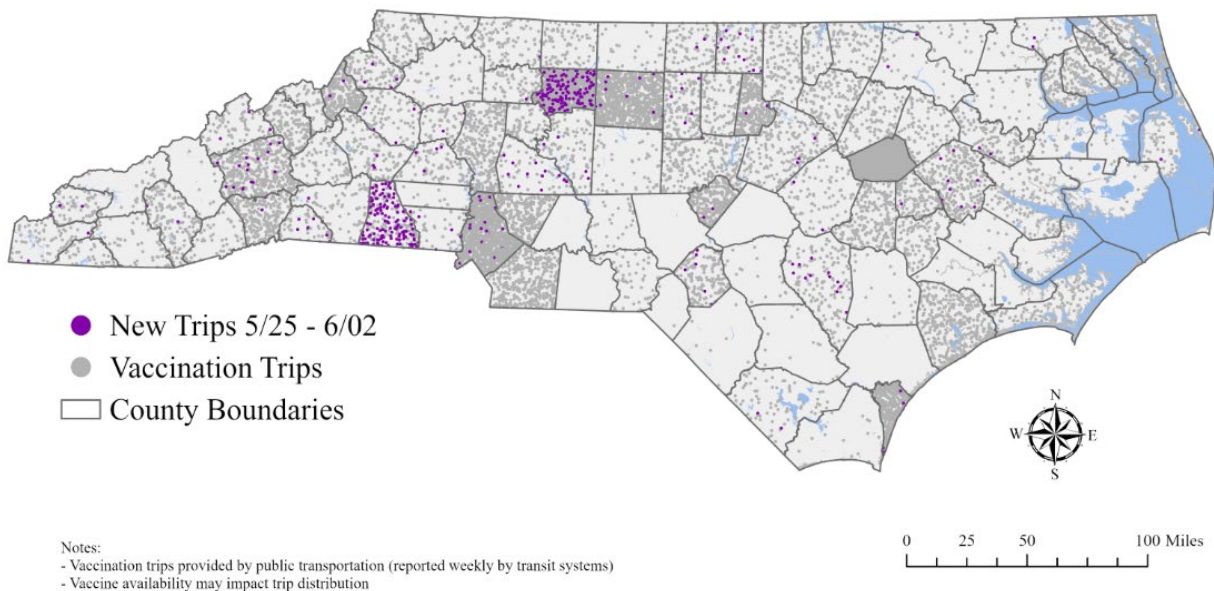 New Trips 5/25 - 6/02
Vaccination Trips
County Boundaries
N
W E
S
Notes:
- Vaccination trips provided by public transportation (reported weekly by transit systems)
- Vaccine availability may impact trip distribution
0 25 50 100 Miles